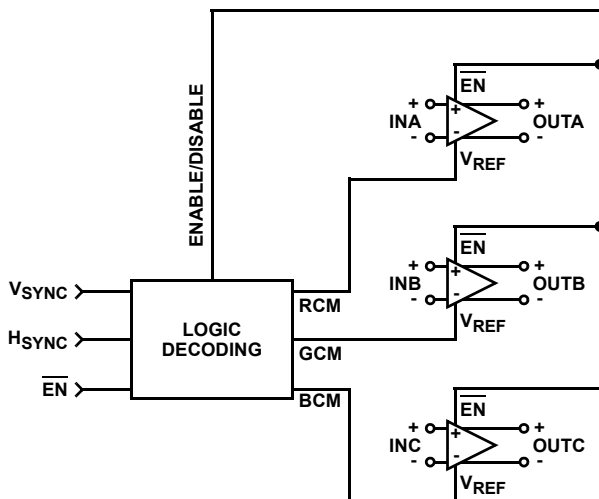 ENABLE/DISABLE
EN
+ + +
INA OUTA
- - -
VREF
VSYNC
HSYNC
EN
LOGIC
DECODING
RCM
GCM
BCM
EN
+ + +
INB OUTB
- - -
VREF
EN
+ + +
INC OUTC
- - -
VREF